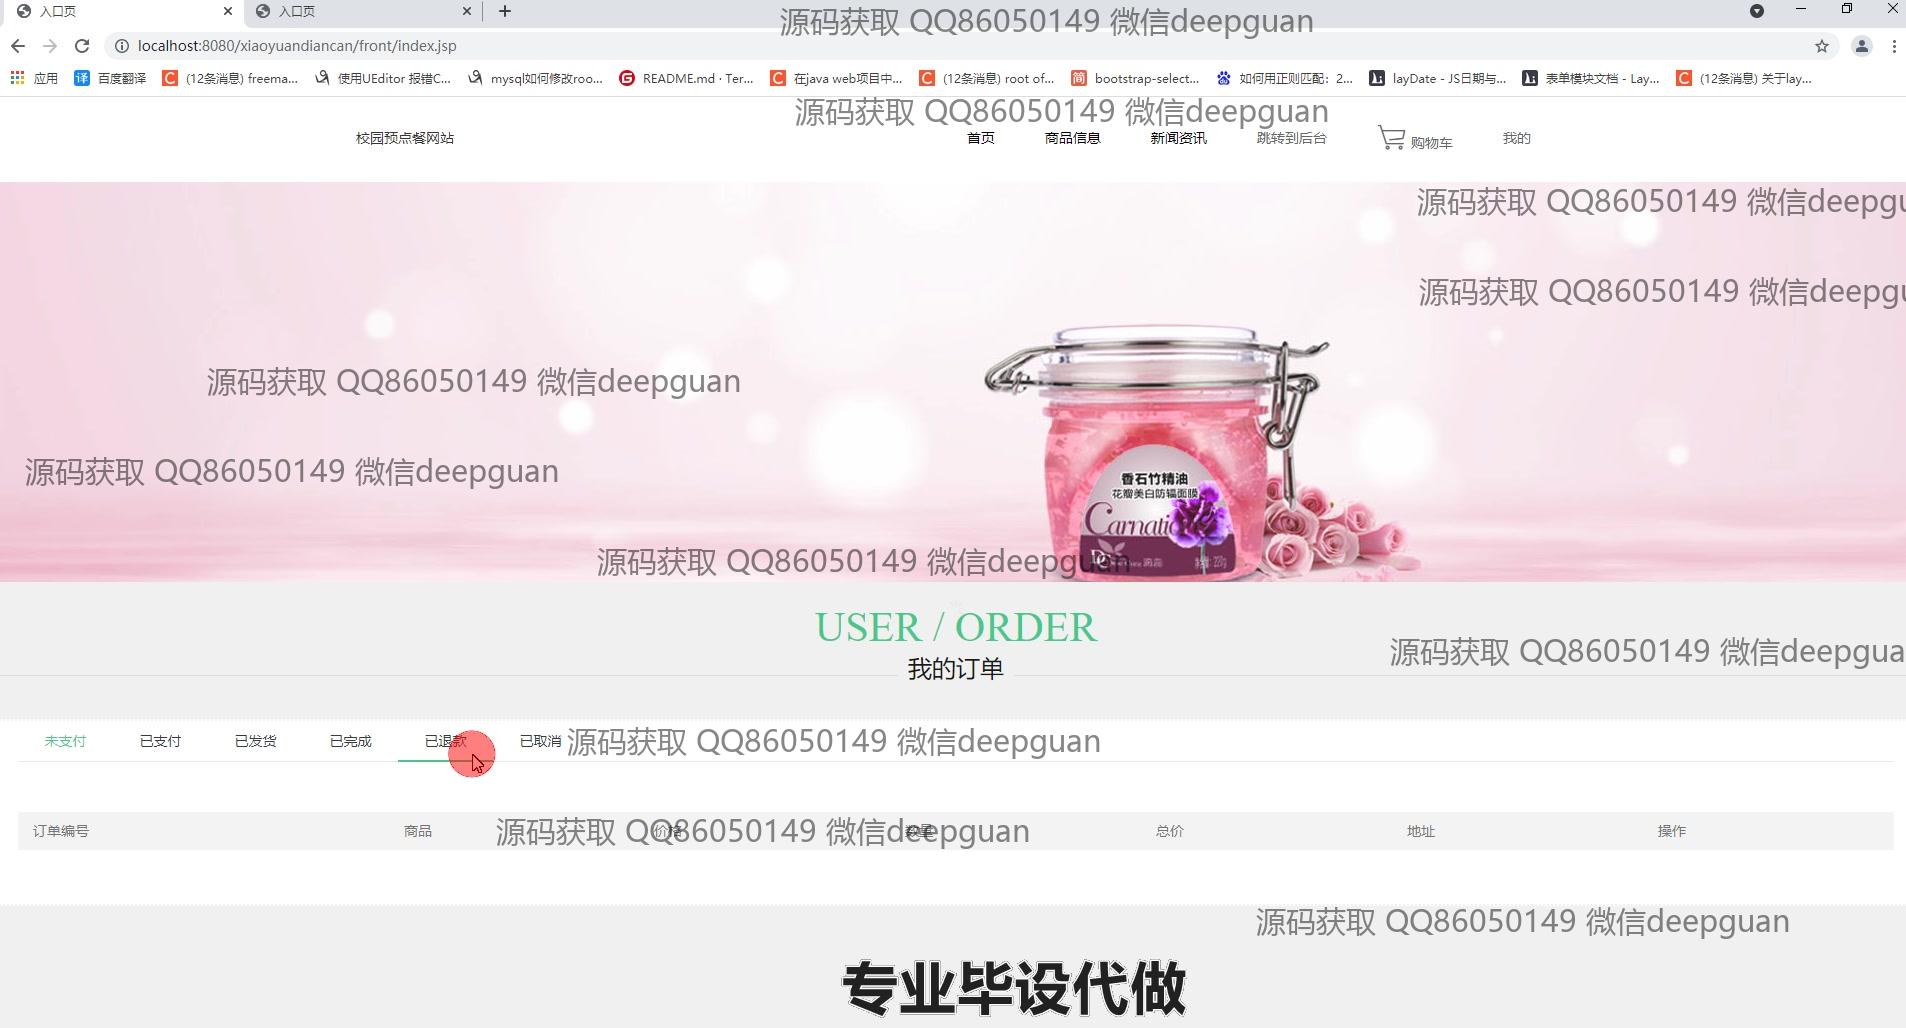 入口页
入口页
源码获取 QQ86050149 微信deepguan
localhost:8080/xiaoyuandiancan/front/index.jsp
应用
百度翻译
(12条消息) freema...
使用UEditor 报错C...
mysql如何修改roo...
README.md · Ter...
在java web项目中...
(12条消息) root of...
bootstrap-select...
如何用正则匹配：2...
layDate - JS日期与...
表单模块文档 - Lay...
(12条消息) 关于lay...
源码获取 QQ86050149 微信deepguan
校园预点餐网站
首页
商品信息
新闻资讯
跳转到后台
购物车
我的
源码获取 QQ86050149 微信deepgu
源码获取 QQ86050149 微信deepgu
源码获取 QQ86050149 微信deepguan
源码获取 QQ86050149 微信deepguan
香石竹精油
花瓣美白防辐面膜
源码获取 QQ86050149 微信deepguan
USER / ORDER
我的订单
源码获取 QQ86050149 微信deepgua
未支付
已支付
已发货
已完成
已退款
已取消
源码获取 QQ86050149 微信deepguan
订单编号
商品
价格
数量
总价
地址
操作
源码获取 QQ86050149 微信deepguan
源码获取 QQ86050149 微信deepguan
专业毕设代做